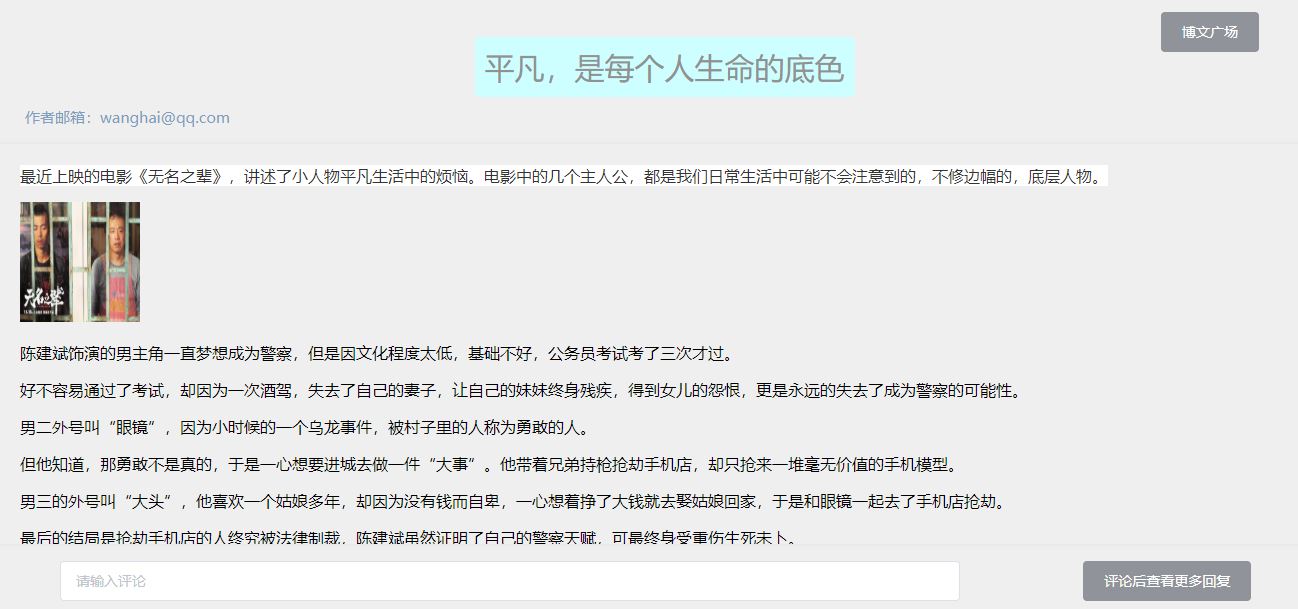 博文广场
平凡，是每个人生命的底色
作者邮箱：wanghai@qq.com
最近上映的电影《无名之辈》，讲述了小人物平凡生活中的烦恼。电影中的几个主人公，都是我们日常生活中可能不会注意到的，不修边幅的，底层人物。
无名之辈
陈建斌饰演的男主角一直梦想成为警察，但是因文化程度太低，基础不好，公务员考试考了三次才过。
好不容易通过了考试，却因为一次酒驾，失去了自己的妻子，让自己的妹妹终身残疾，得到女儿的怨恨，更是永远的失去了成为警察的可能性。
男二外号叫“眼镜”，因为小时候的一个乌龙事件，被村子里的人称为勇敢的人。
但他知道，那勇敢不是真的，于是一心想要进城去做一件“大事”。他带着兄弟持枪抢劫手机店，却只抢来一堆毫无价值的手机模型。
男三的外号叫“大头”，他喜欢一个姑娘多年，却因为没有钱而自卑，一心想着挣了大钱就去娶姑娘回家，于是和眼镜一起去了手机店抢劫。
最后的结局是抢劫手机店的人终究被法律制裁，陈建斌虽然证明了自己的警察天赋，可最终身受重伤生死未卜。
请输入评论
评论后查看更多回复